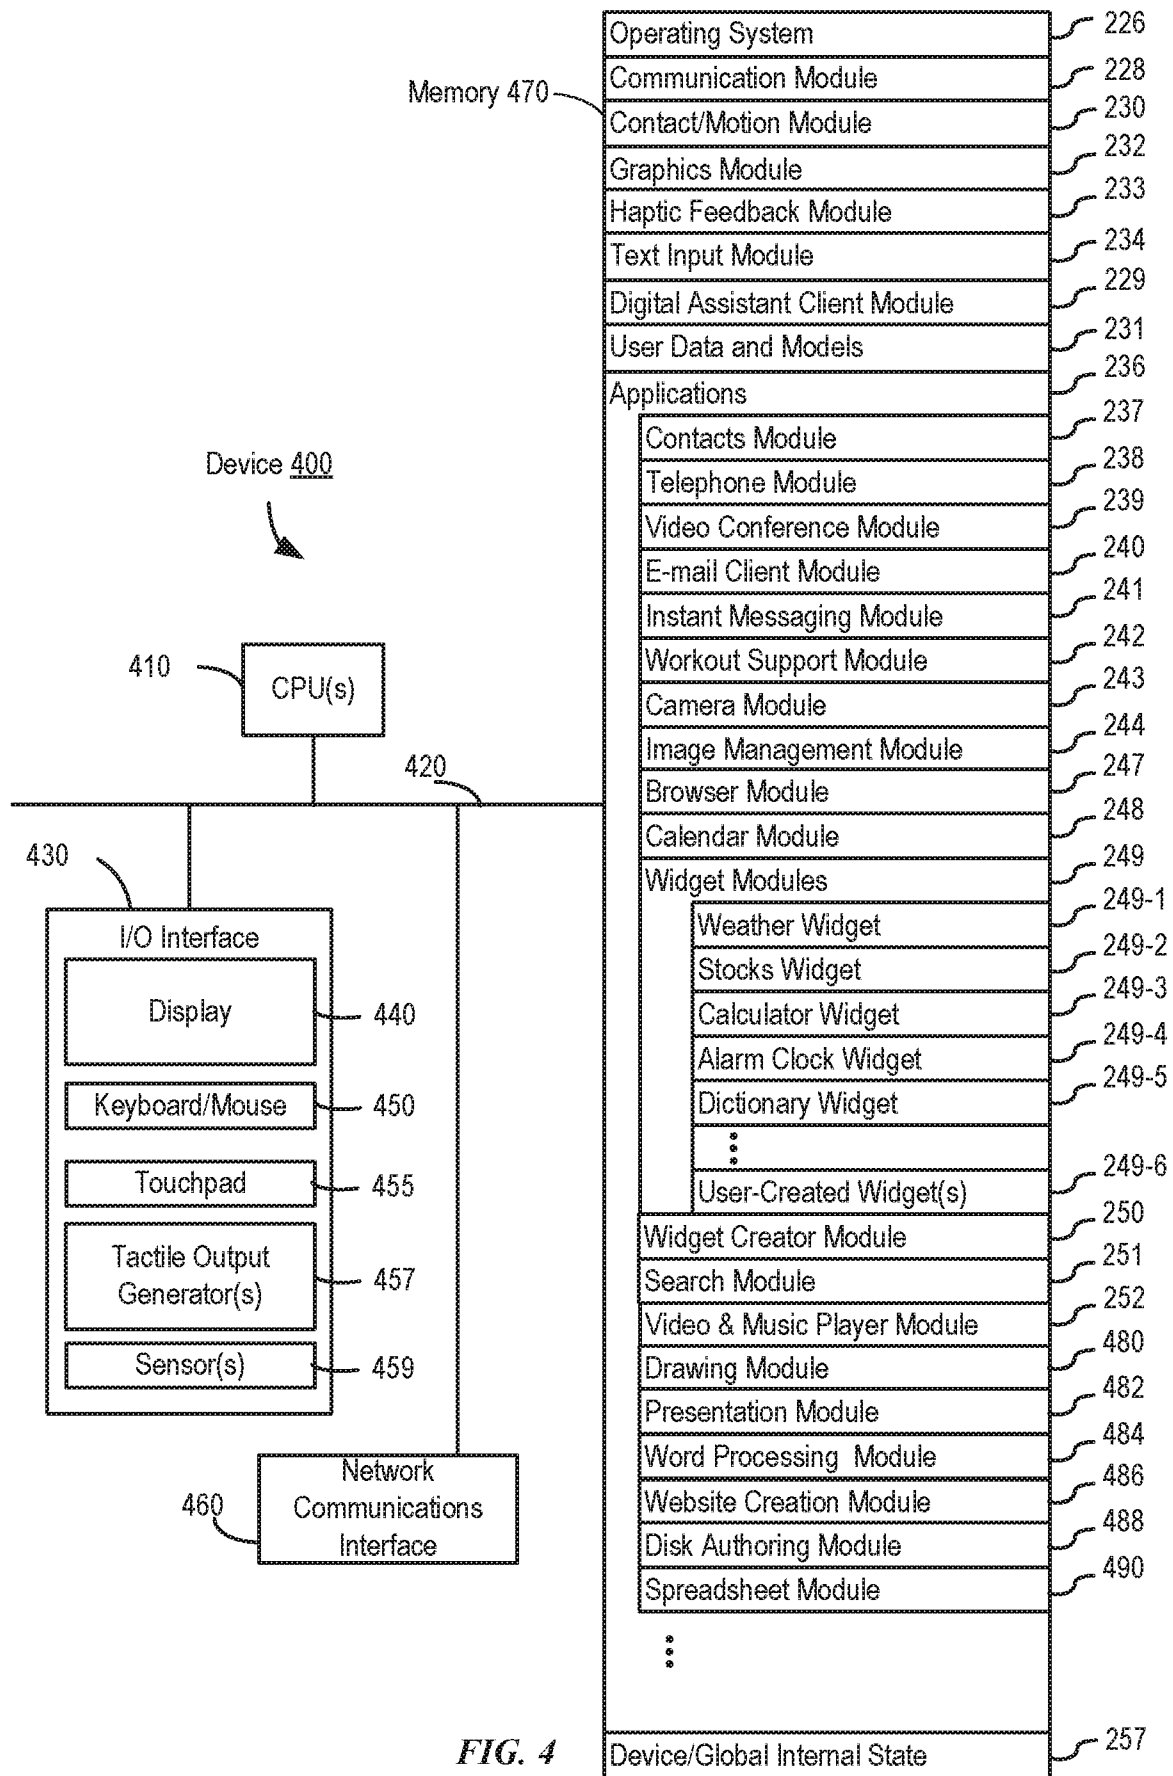 Operating System 226
Communication Module 228
Memory 470
Contact/Motion Module 230
Graphics Module 232
Haptic Feedback Module 233
Text Input Module 234
Digital Assistant Client Module 229
User Data and Models 231
Applications 236
Contacts Module 237
Telephone Module 238
Video Conference Module 239
E-mail Client Module 240
Instant Messaging Module 241
Workout Support Module 242
Camera Module 243
Image Management Module 244
Browser Module 247
Calendar Module 248
Widget Modules 249
Weather Widget 249-1
Stocks Widget 249-2
Calculator Widget 249-3
Alarm Clock Widget 249-4
Dictionary Widget 249-5
User-Created Widget(s) 249-6
Widget Creator Module 250
Search Module 251
Video & Music Player Module 252
Drawing Module 480
Presentation Module 482
Word Processing Module 484
Website Creation Module 486
Disk Authoring Module 488
Spreadsheet Module 490
Device/Global Internal State 257
Device 400
410
CPU(s)
420
430
I/O Interface
Display 440
Keyboard/Mouse 450
Touchpad 455
Tactile Output
Generator(s) 457
Sensor(s) 459
460
Network
Communications
Interface
FIG. 4